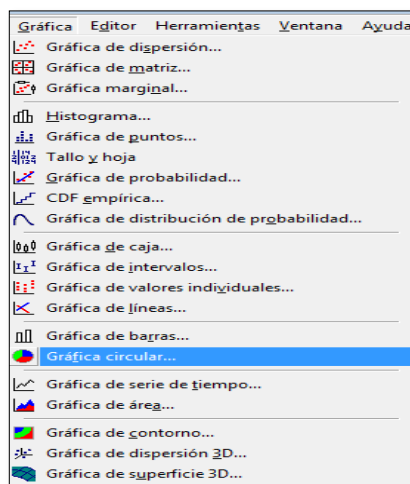 Gráfica Editor Herramientas Ventana Ayuda
Gráfica de dispersión...
Gráfica de matriz...
Gráfica marginal...
Histograma...
Gráfica de puntos...
Tallo y hoja
Gráfica de probabilidad...
CDF empírica...
Gráfica de distribución de probabilidad...
Gráfica de caja...
Gráfica de intervalos...
Gráfica de valores individuales...
Gráfica de líneas...
Gráfica de barras...
Gráfica circular...
Gráfica de serie de tiempo...
Gráfica de área...
Gráfica de contorno...
Gráfica de dispersión 3D...
Gráfica de superficie 3D...